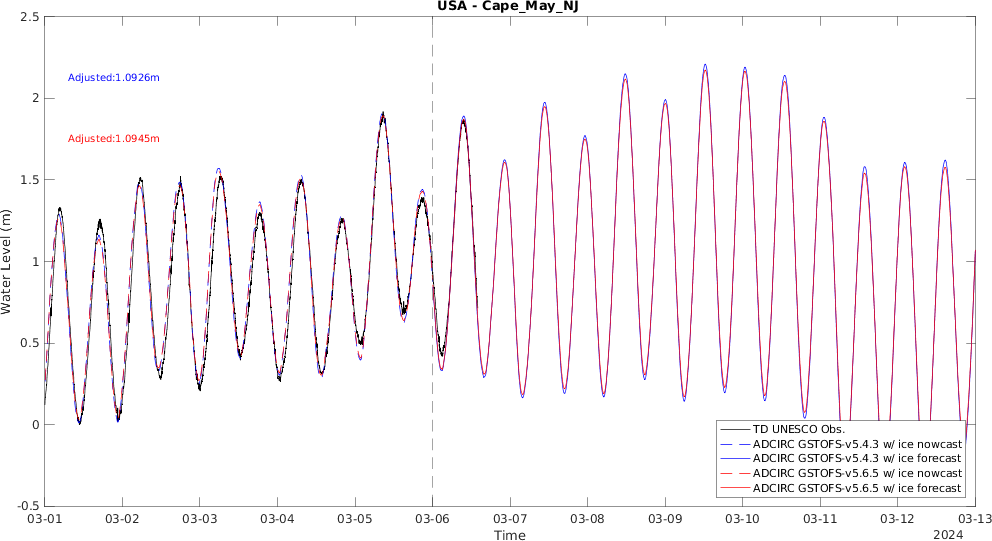 USA - Cape_May_NJ
2.5
Adjusted:1.0926m
2
Adjusted:1.0945m
1.5
Water Level (m)
1
0.5
0
TD UNESCO Obs.
ADCIRC GSTOFS-v5.4.3 w/ ice nowcast
ADCIRC GSTOFS-v5.4.3 w/ ice forecast
ADCIRC GSTOFS-v5.6.5 w/ ice nowcast
ADCIRC GSTOFS-v5.6.5 w/ ice forecast
-0.5
03-01 03-02 03-03 03-04 03-05 03-06 03-07 03-08 03-09 03-10 03-11 03-12 03-13
Time
2024